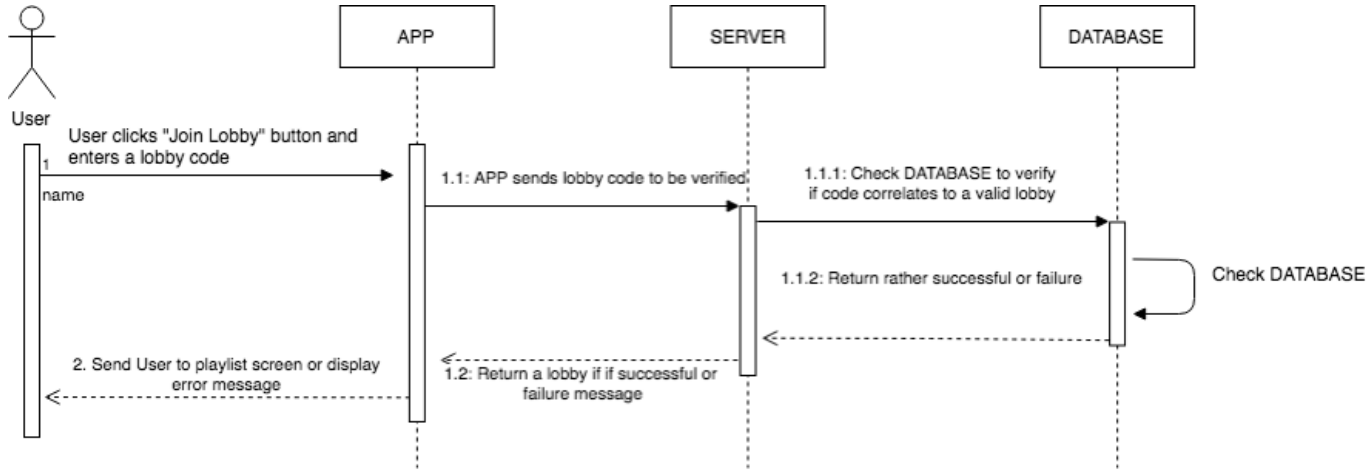 APP
SERVER
DATABASE
User
User clicks "Join Lobby" button and
enters a lobby code
1
name
1.1: APP sends lobby code to be verified
1.1.1: Check DATABASE to verify
if code correlates to a valid lobby
Check DATABASE
1.1.2: Return rather successful or failure
1.2: Return a lobby if if successful or
failure message
2. Send User to playlist screen or display
error message